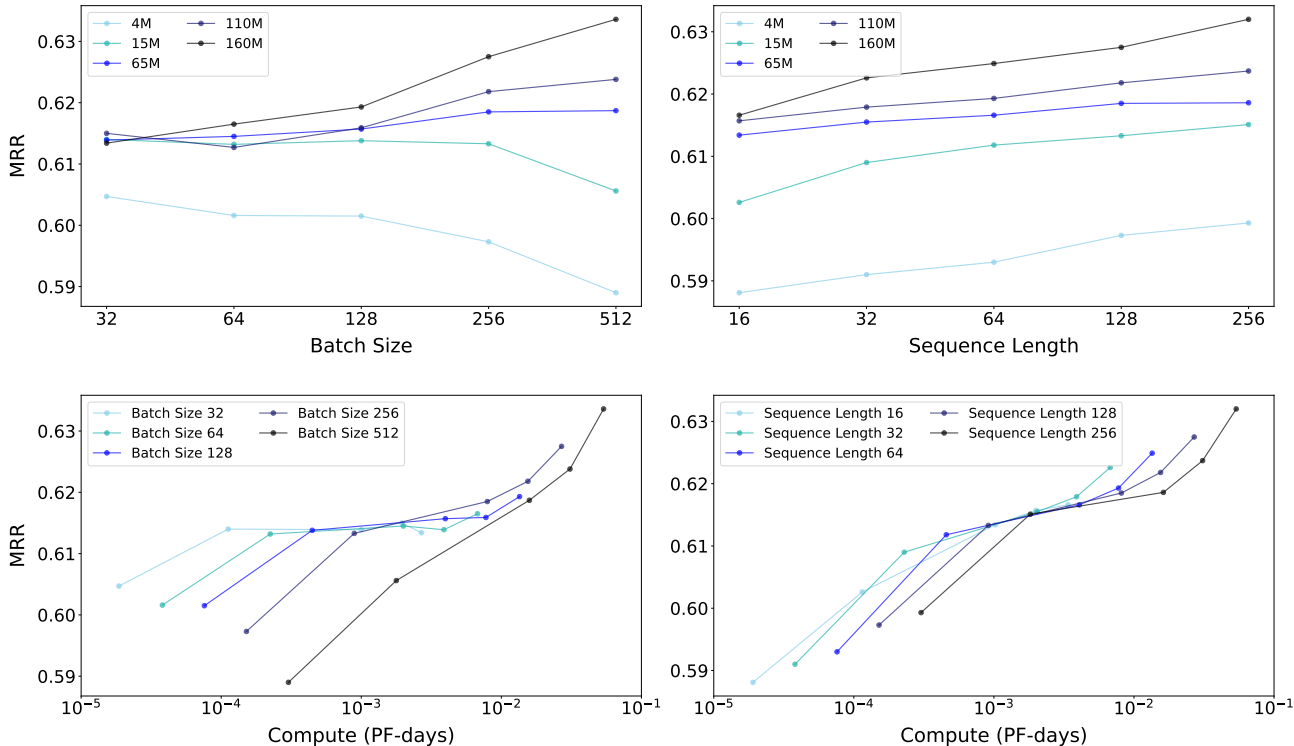 4M
15M
65M
110M
160M
MRR
0.63
0.62
0.61
0.60
0.59
32
64
128
256
512
Batch Size
4M
15M
65M
110M
160M
0.63
0.62
0.61
0.60
0.59
16
32
64
128
256
Sequence Length
Batch Size 32
Batch Size 64
Batch Size 128
Batch Size 256
Batch Size 512
MRR
0.63
0.62
0.61
0.60
0.59
10⁻⁵
10⁻⁴
10⁻³
10⁻²
10⁻¹
Compute (PF-days)
Sequence Length 16
Sequence Length 32
Sequence Length 64
Sequence Length 128
Sequence Length 256
0.63
0.62
0.61
0.60
0.59
10⁻⁵
10⁻⁴
10⁻³
10⁻²
10⁻¹
Compute (PF-days)